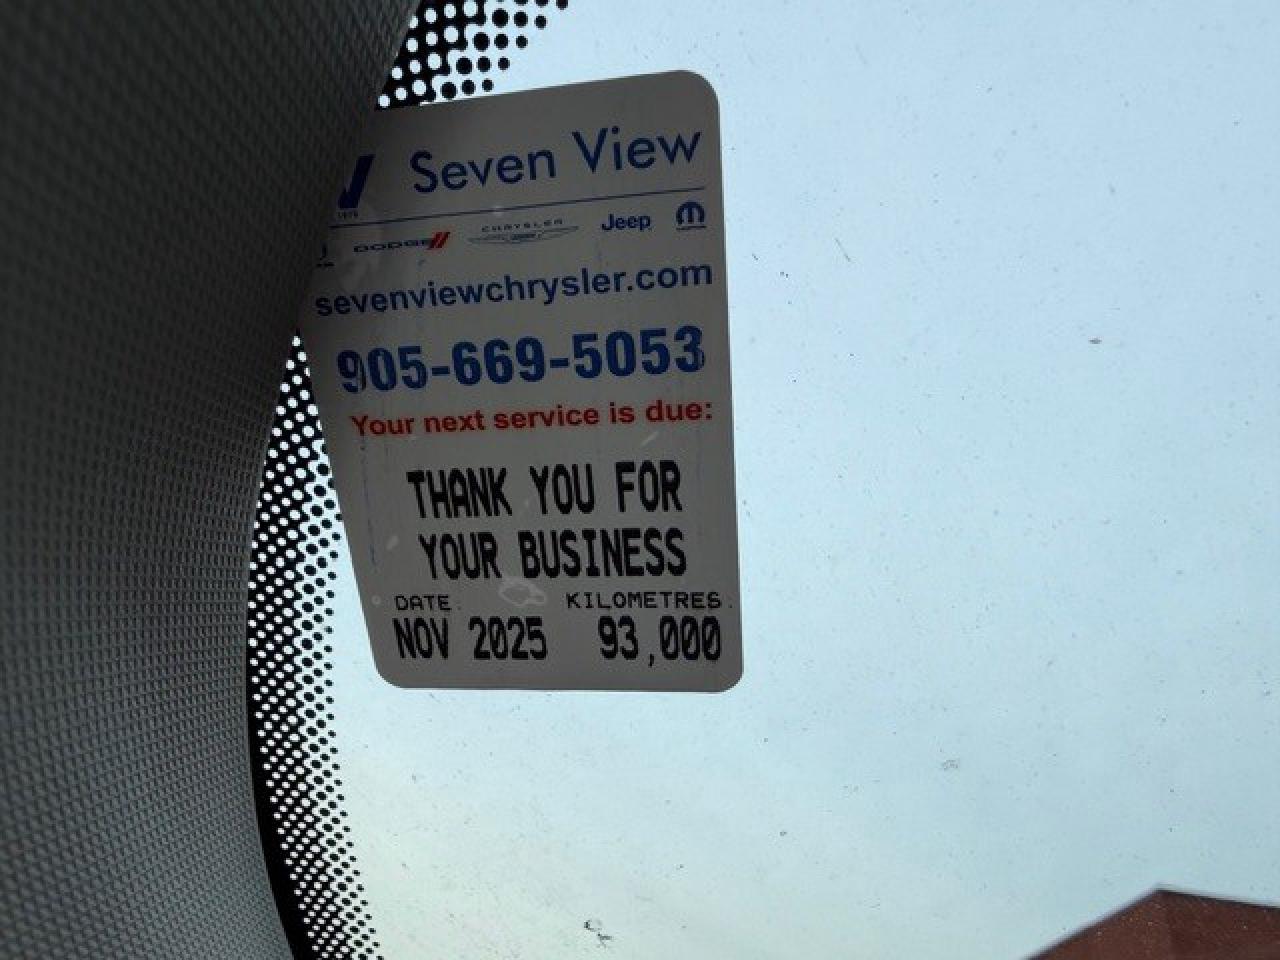 Seven View
1976
DODGE CHRYSLER Jeep
sevenviewchrysler.com
905-669-5053
Your next service is due:
THANK YOU FOR
YOUR BUSINESS
DATE: KILOMETRES:
NOV 2025 93,000